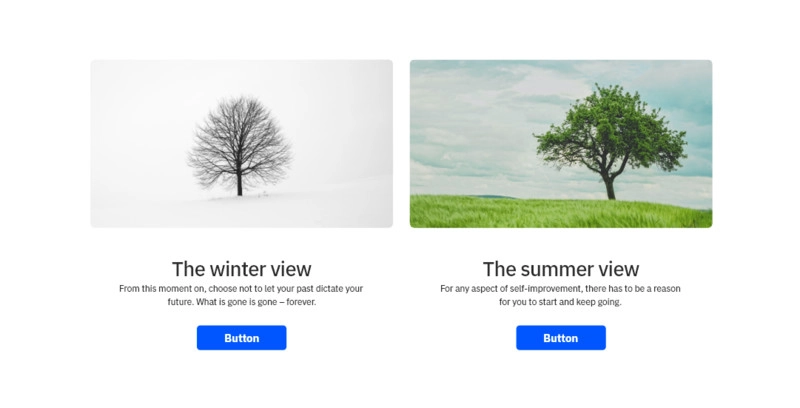 The winter view
From this moment on, choose not to let your past dictate your
future. What is gone is gone – forever.
Button
The summer view
For any aspect of self-improvement, there has to be a reason
for you to start and keep going.
Button